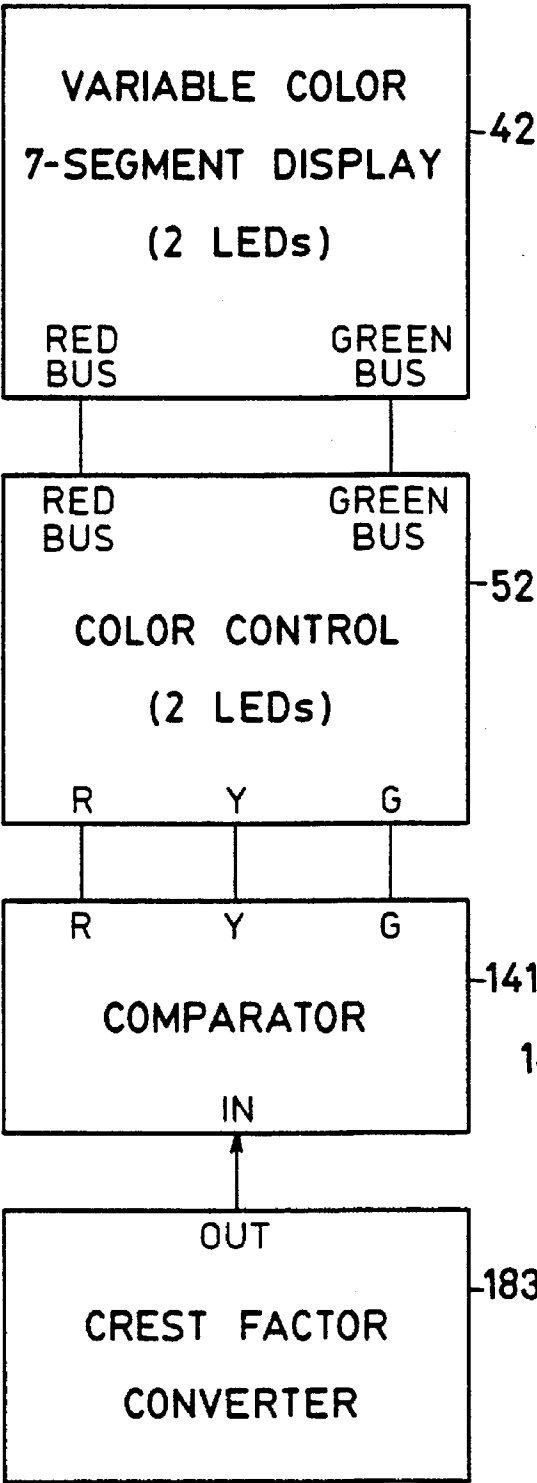 VARIABLE COLOR
7-SEGMENT DISPLAY
(2 LEDs)
42
RED GREEN
BUS BUS
RED GREEN
BUS BUS
52
COLOR CONTROL
(2 LEDs)
R Y G
R Y G
141
COMPARATOR
1
IN
OUT
183
CREST FACTOR
CONVERTER